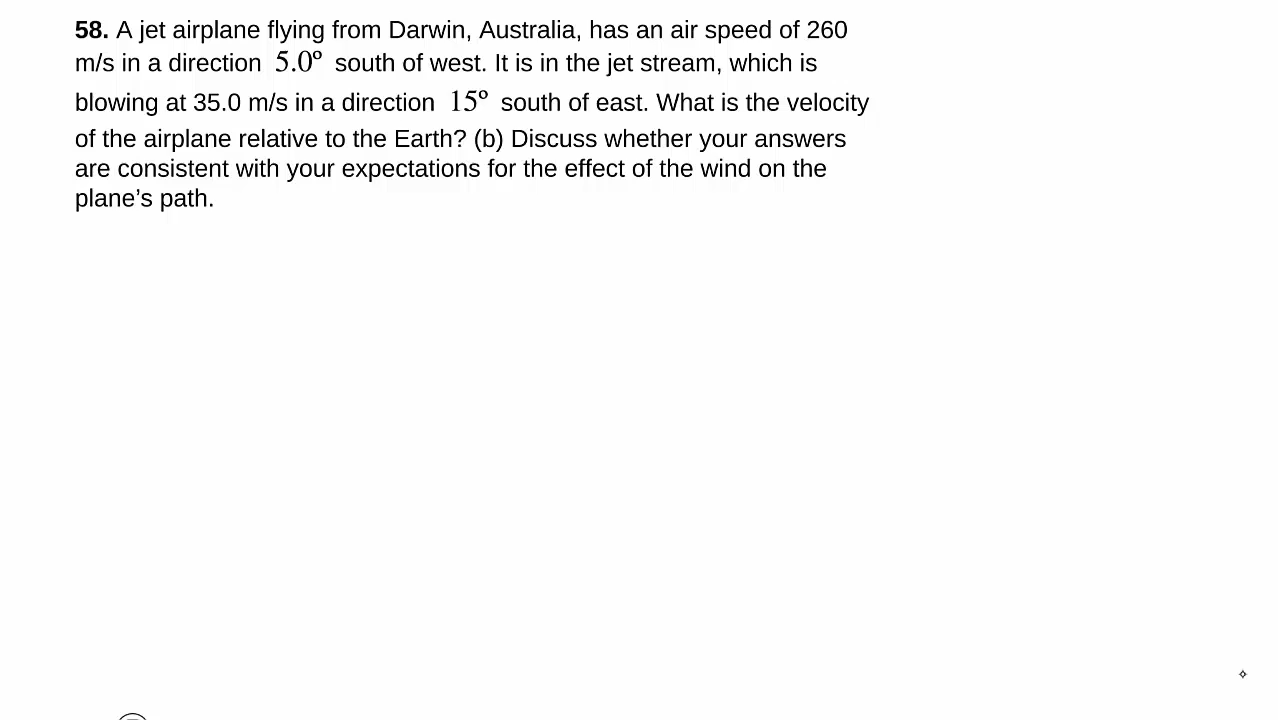 58. A jet airplane flying from Darwin, Australia, has an air speed of 260
m/s in a direction 5.0º south of west. It is in the jet stream, which is
blowing at 35.0 m/s in a direction 15º south of east. What is the velocity
of the airplane relative to the Earth? (b) Discuss whether your answers
are consistent with your expectations for the effect of the wind on the
plane’s path.